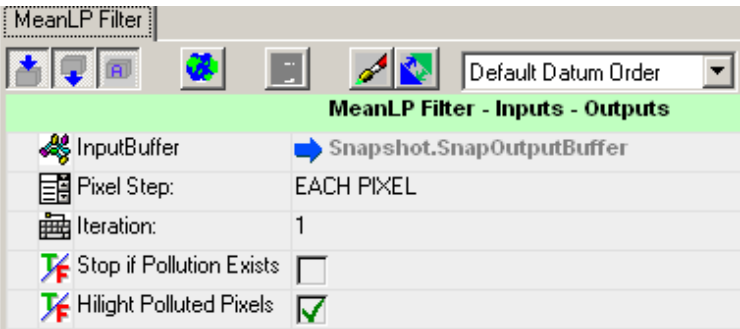 MeanLP Filter
A
Default Datum Order
MeanLP Filter - Inputs - Outputs
InputBuffer Snapshot.SnapOutputBuffer
Pixel Step: EACH PIXEL
Iteration: 1
T/F Stop if Pollution Exists
T/F Hilight Polluted Pixels